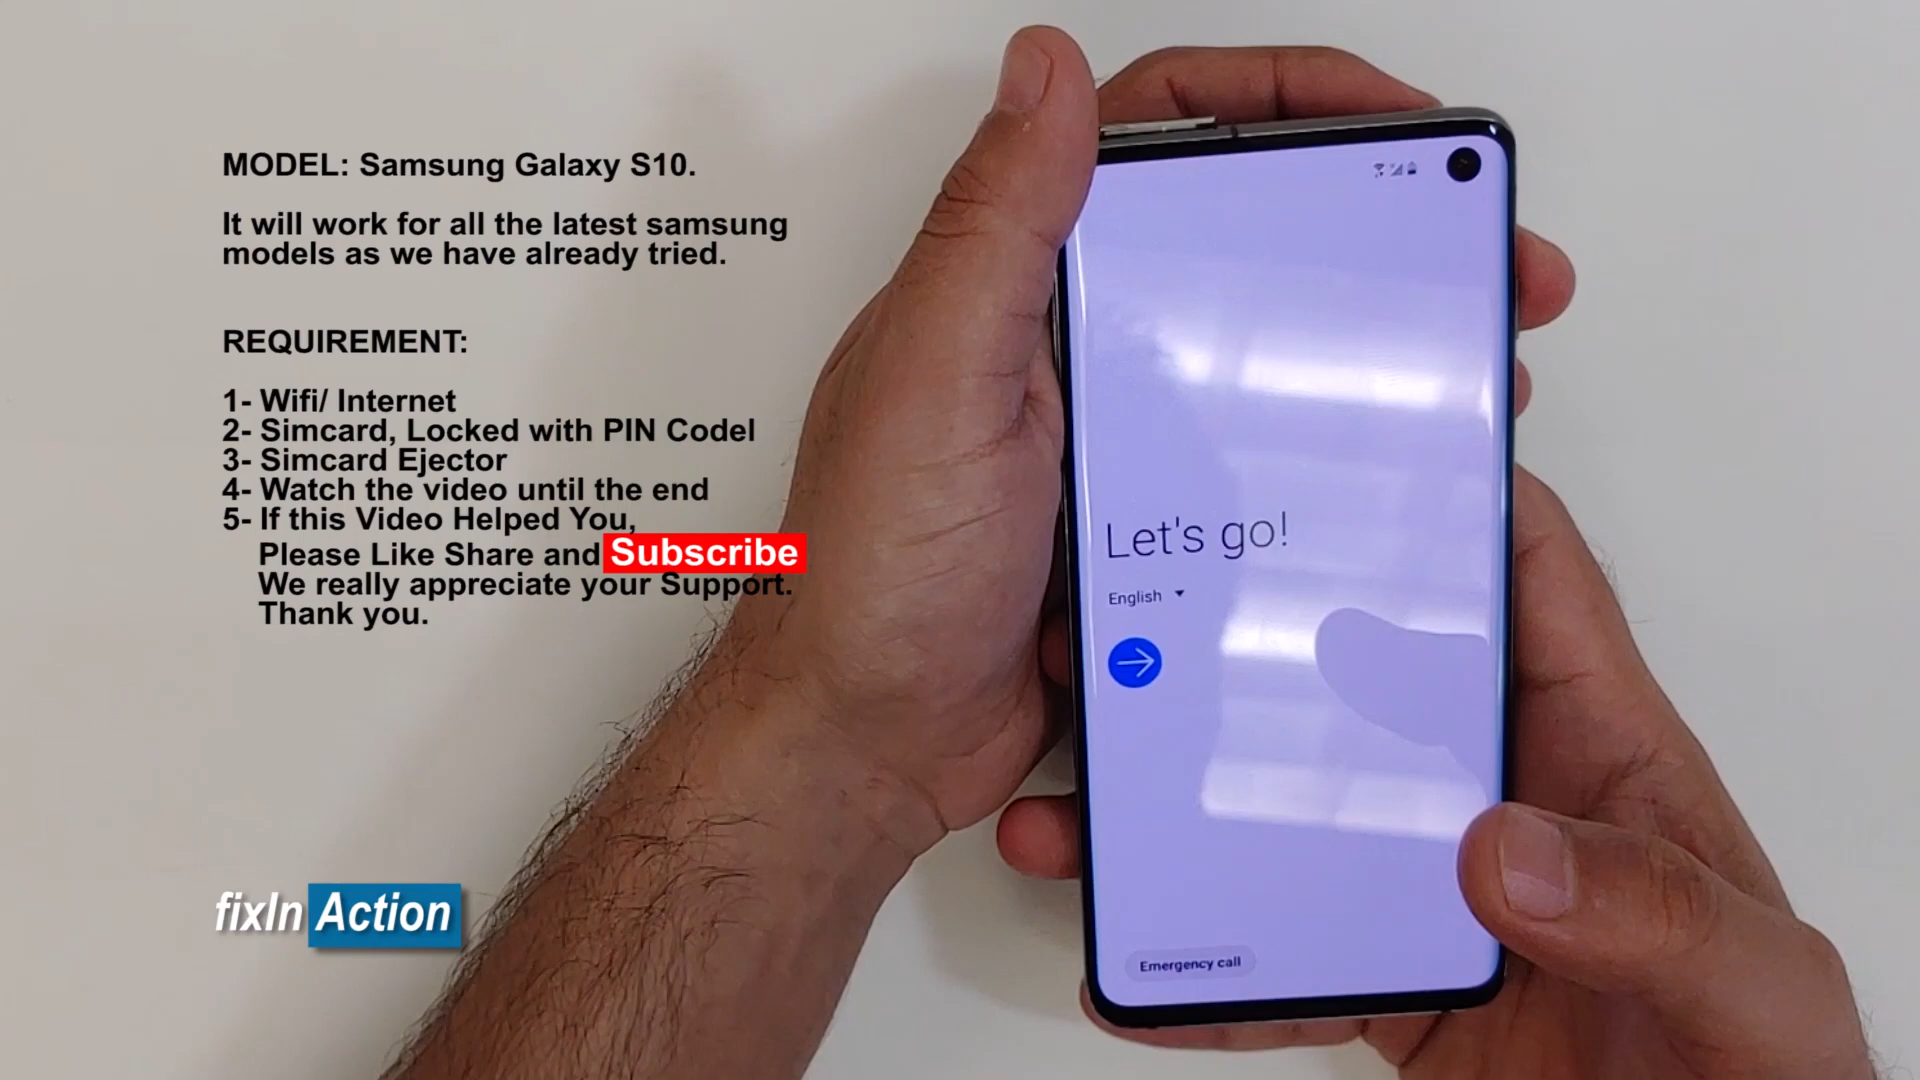 MODEL: Samsung Galaxy S10.
It will work for all the latest samsung
models as we have already tried.
REQUIREMENT:
1- Wifi/ Internet
2- Simcard, Locked with PIN Codel
3- Simcard Ejector
4- Watch the video until the end
5- If this Video Helped You,
Please Like Share and Subscribe
We really appreciate your Support.
Thank you.
fixIn Action
Let's go!
English
Emergency call